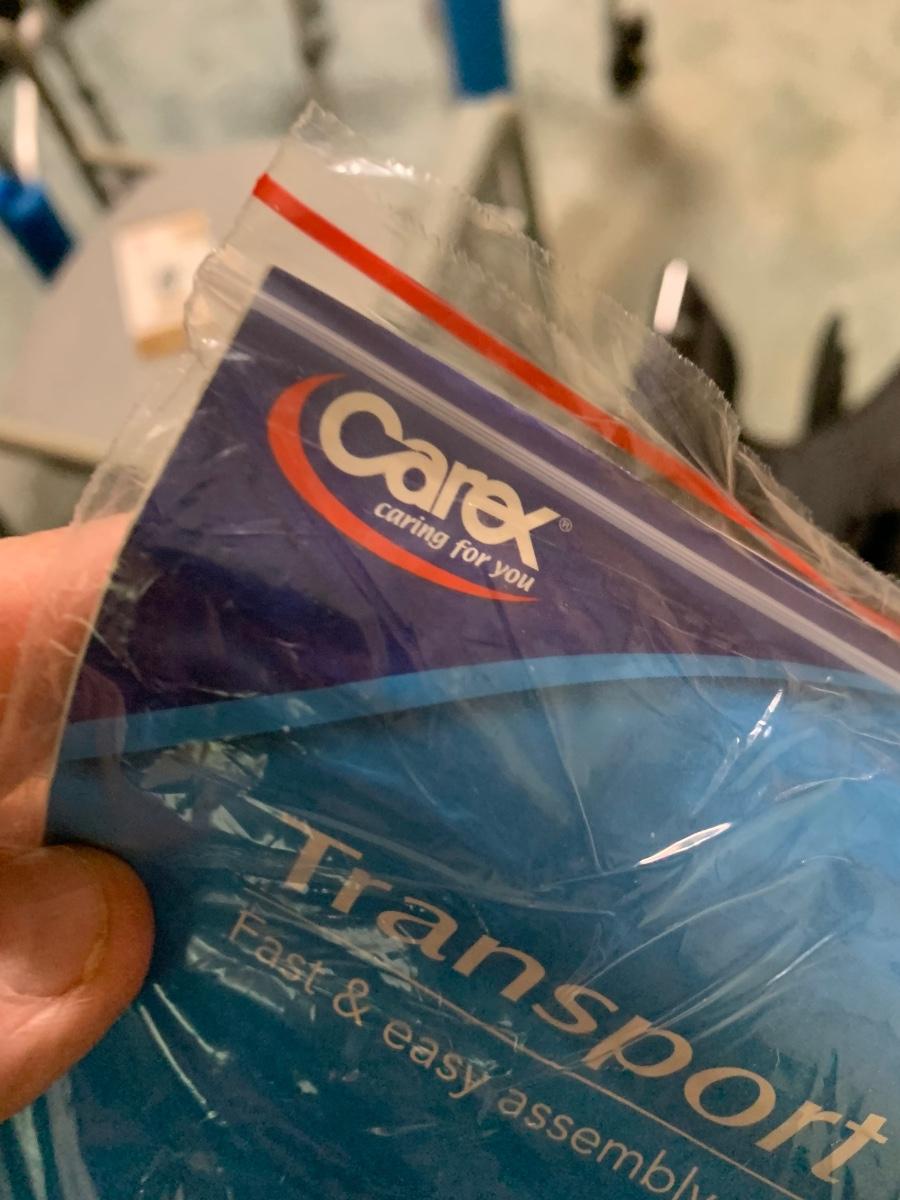 Carex®
caring for you
Transport
Fast & easy assembly